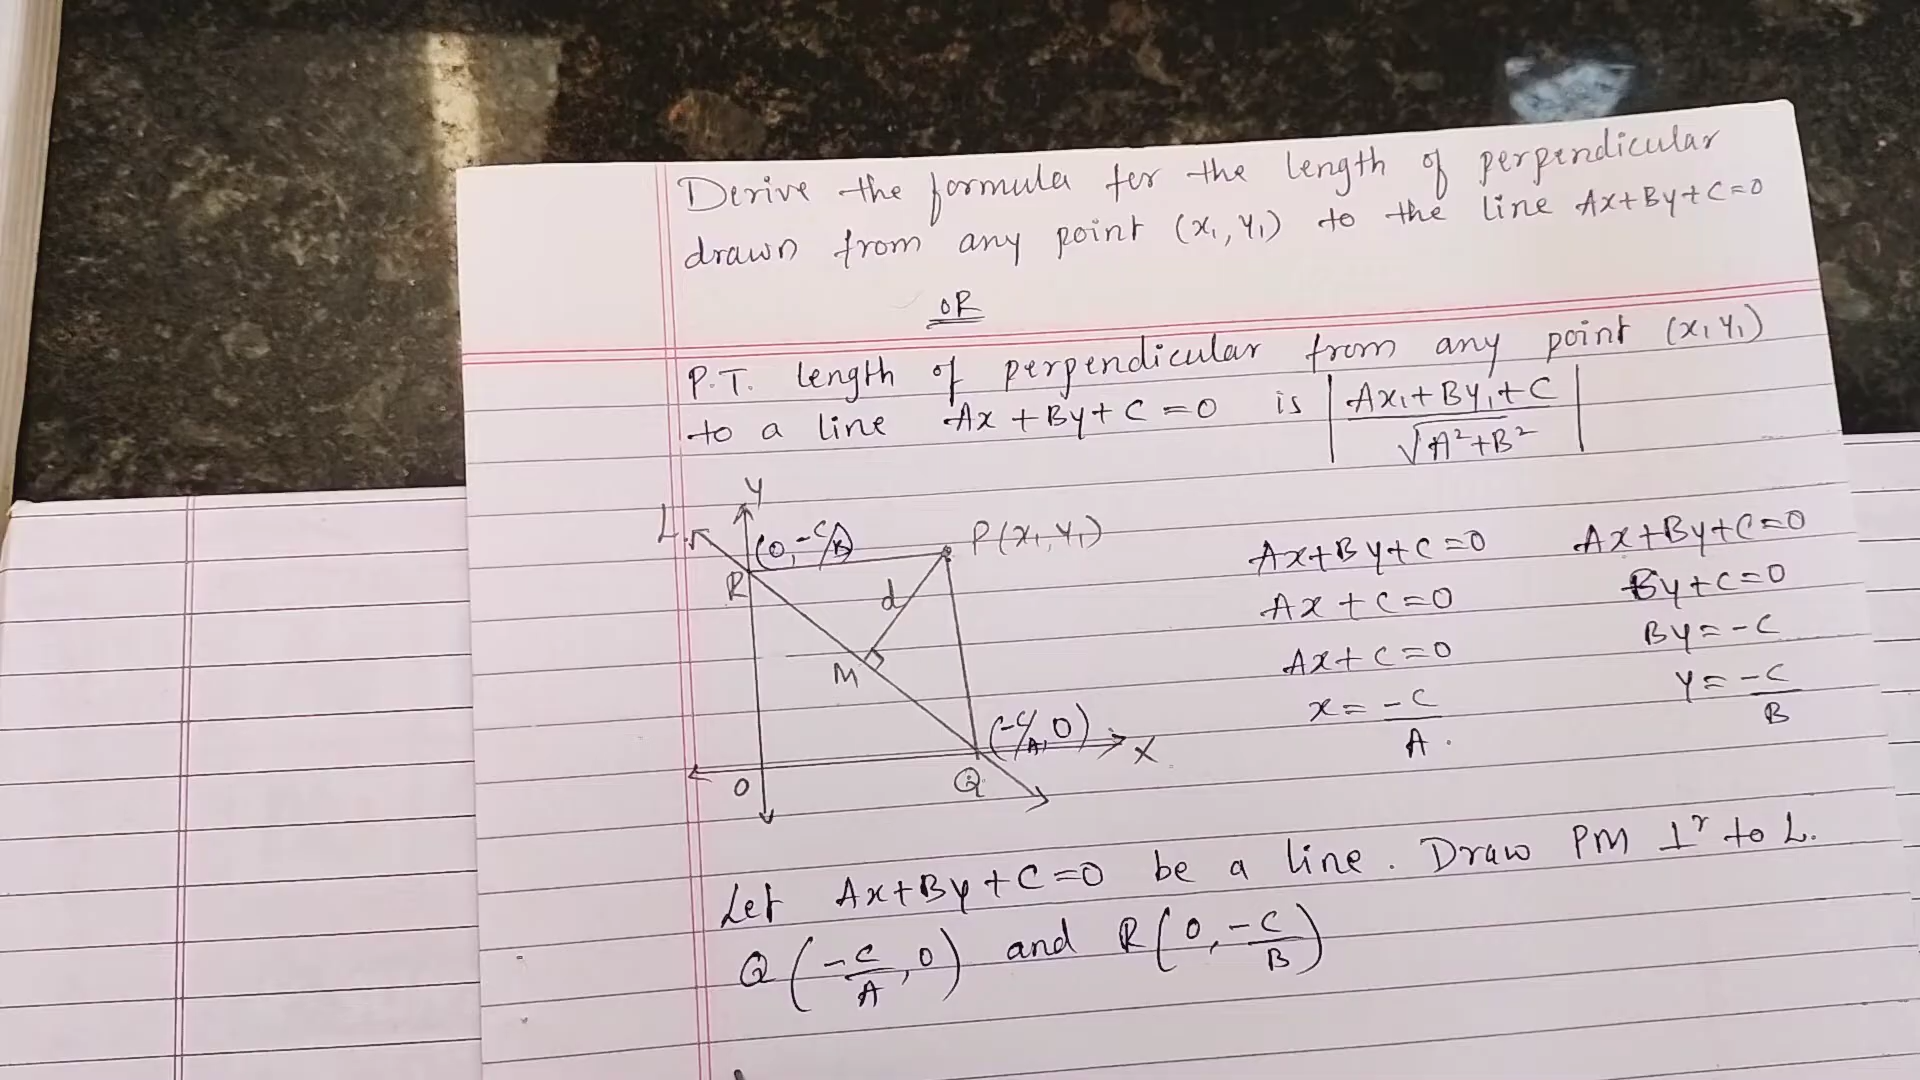 Derive the formula for the length of perpendicular
drawn from any point (x₁, y₁) to the line Ax+By+C=0
OR
P.T. length of perpendicular from any point (x₁ y₁)
to a line Ax + By + C = 0 is | Ax₁ + By₁ + C / √A²+B² |
Y
L
(0, -C/B)
P(x₁, y₁)
R
d
M
(-C/A, 0)
X
O
Q
Ax+By+C=0
Ax + C = 0
Ax + C = 0
x = -C/A.
Ax+By+C=0
By+C=0
By = -C
y = -C/B
Let Ax+By+C=0 be a line. Draw PM ⊥ʳ to L.
Q (-C/A, 0) and R (0, -C/B)